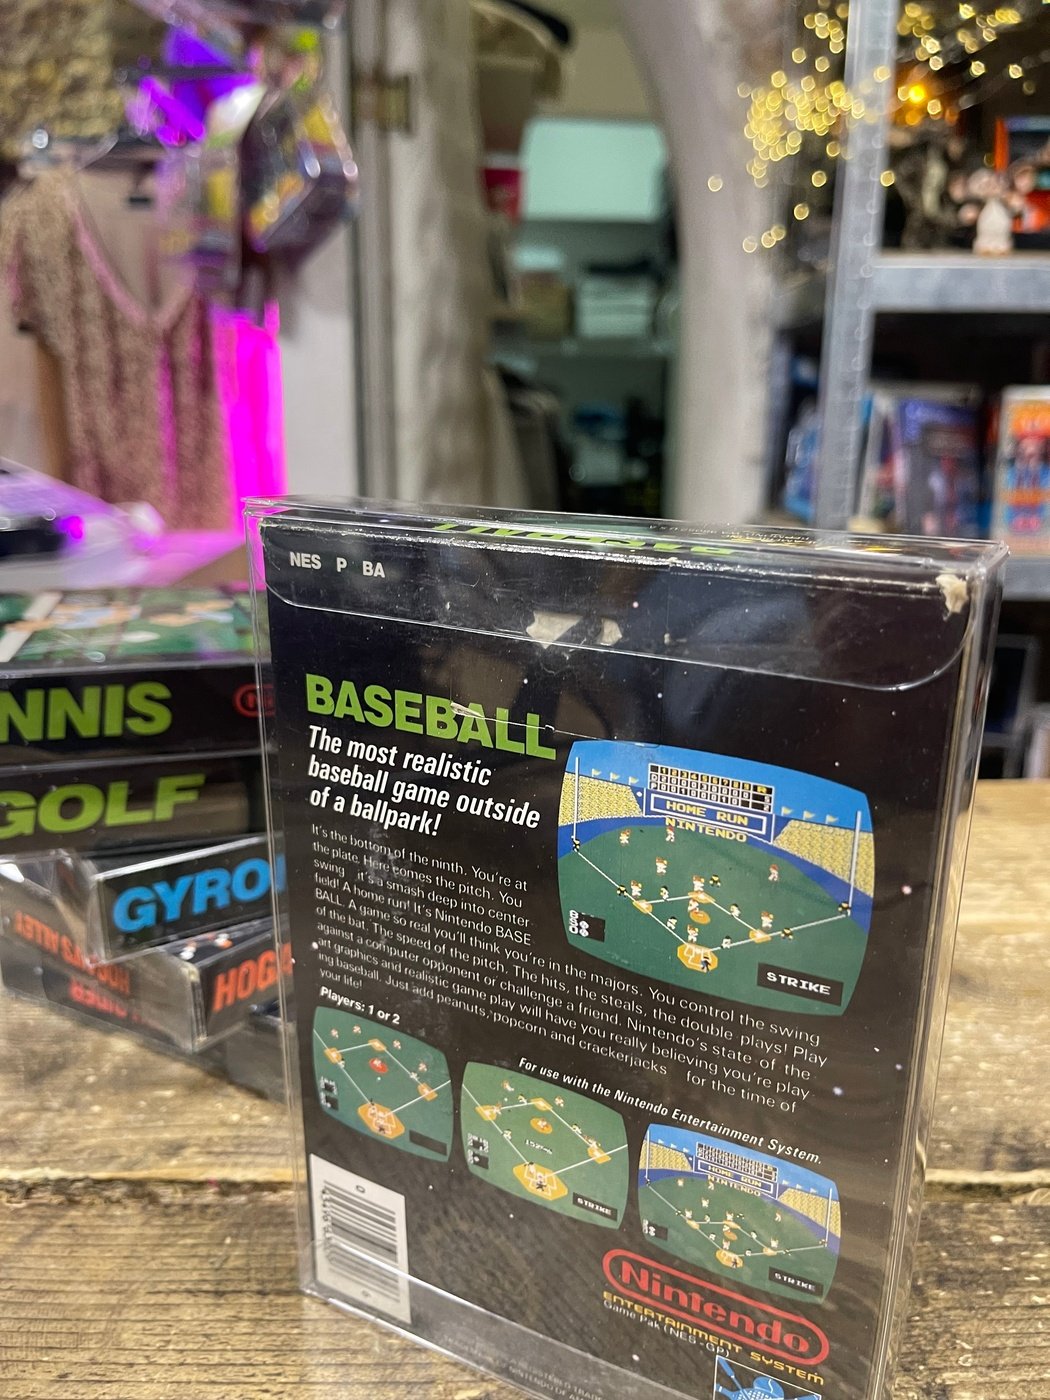 NES P BA
BASEBALL
The most realistic
baseball game outside
of a ballpark!
It's the bottom of the ninth. You're at
the plate. Here comes the pitch. You
swing it's a smash deep into center
field! A home run! It's Nintendo BASE
BALL. A game so real you'll think you're in the majors. You control the swing
of the bat. The speed of the pitch. The hits, the steals, the double plays! Play
against a computer opponent or challenge a friend. Nintendo's state of the
art graphics and realistic game play will have you really believing you're play
ing baseball. Just add peanuts, popcorn and crackerjacks for the time of
your life!
Players: 1 or 2
For use with the Nintendo Entertainment System.
HOME RUN
NINTENDO
STRIKE
STRIKE
HOME RUN
NINTENDO
STRIKE
Nintendo
ENTERTAINMENT SYSTEM
Game Pak (NES-GP)
NNIS
GOLF
GYRO
HOGA
HOGAN'S ALLEY